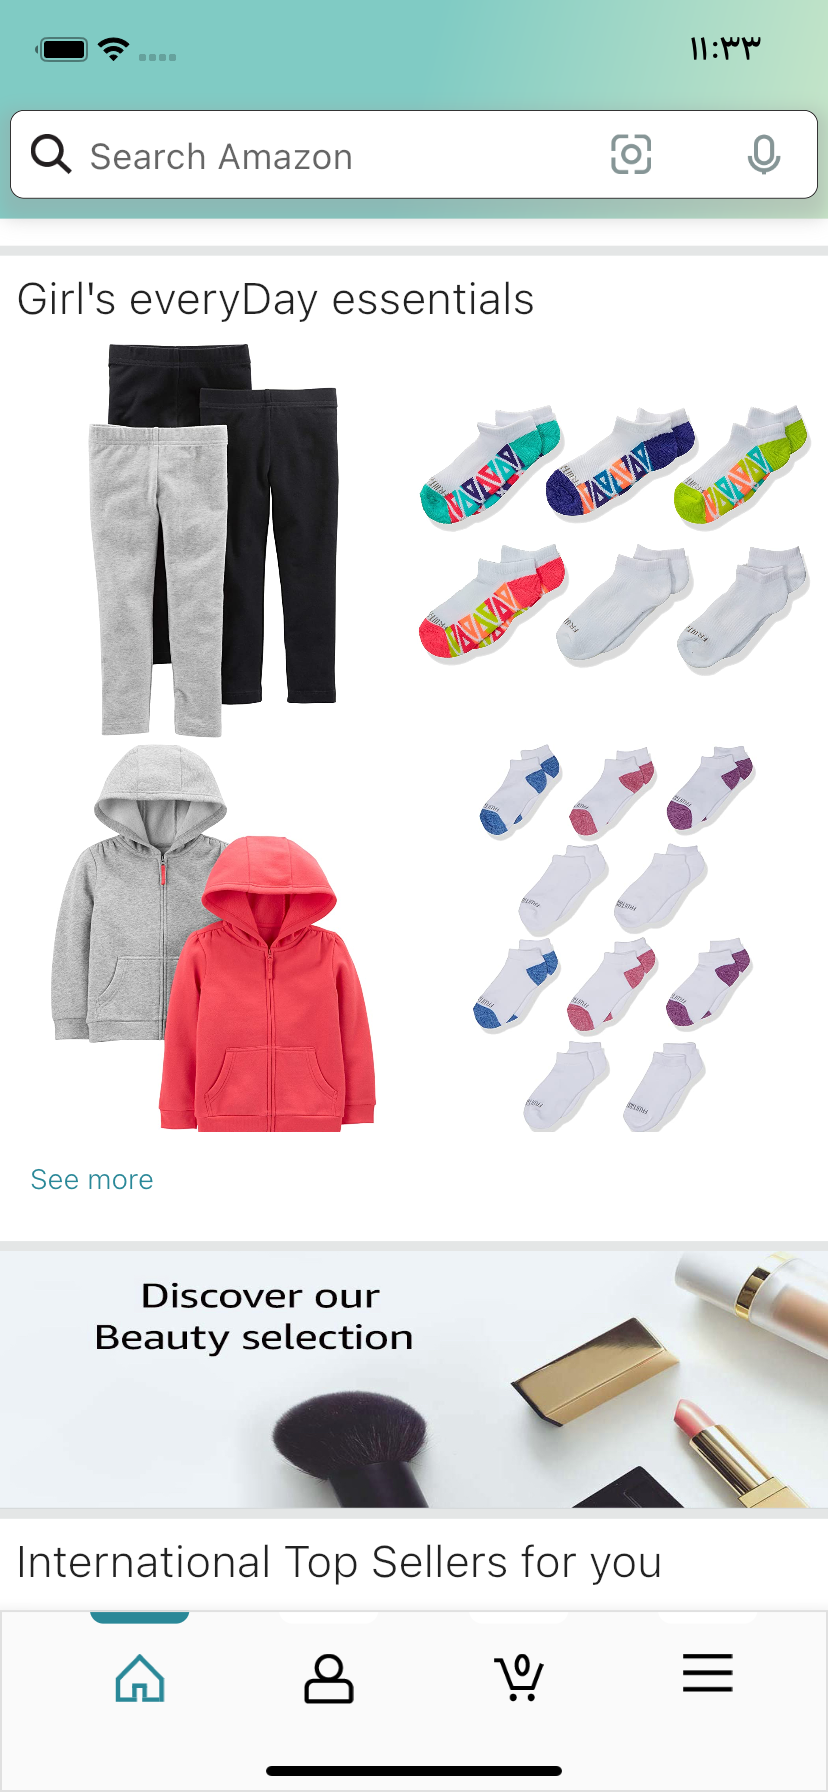 ١١:٣٣
Search Amazon
Girl's everyDay essentials
See more
Discover our
Beauty selection
International Top Sellers for you
0